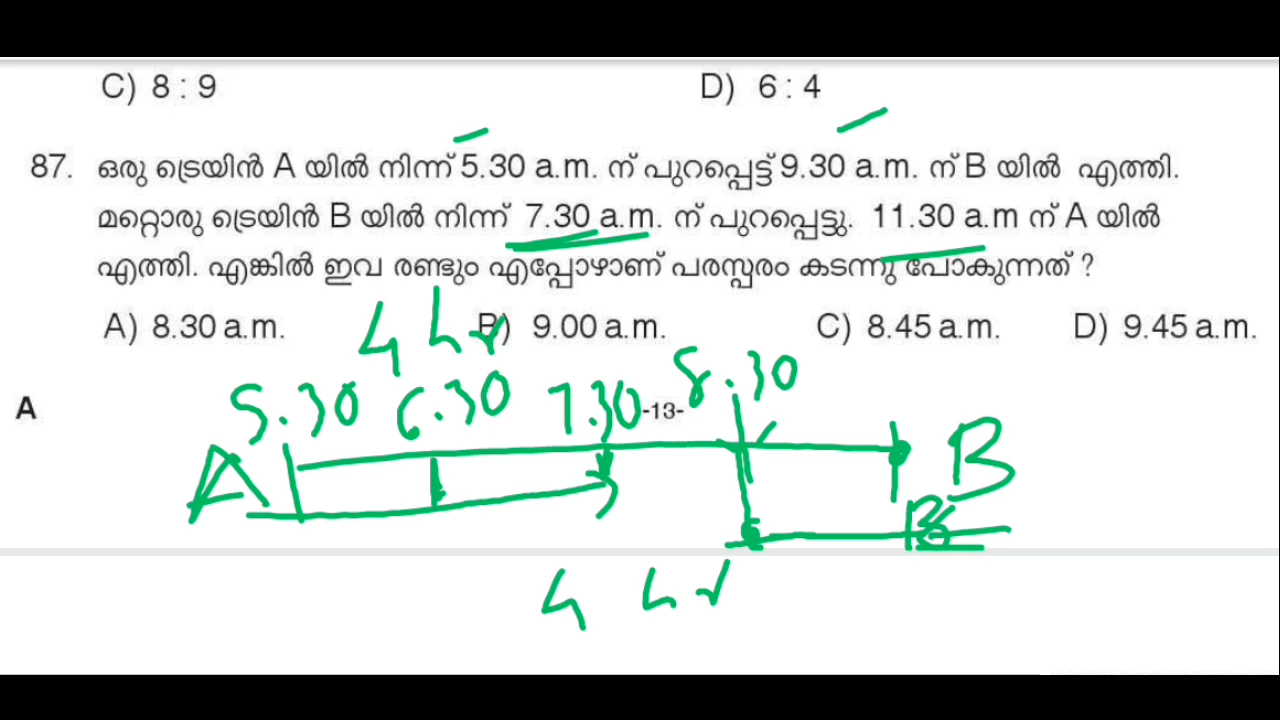 C) 8 : 9 D) 6 : 4
87. ഒരു ട്രെയിൻ A യിൽ നിന്ന് 5.30 a.m. ന് പുറപ്പെട്ട് 9.30 a.m. ന് B യിൽ എത്തി.
മറ്റൊരു ട്രെയിൻ B യിൽ നിന്ന് 7.30 a.m. ന് പുറപ്പെട്ടു. 11.30 a.m ന് A യിൽ
എത്തി. എങ്കിൽ ഇവ രണ്ടും എപ്പോഴാണ് പരസ്പരം കടന്നു പോകുന്നത് ?
A) 8.30 a.m. B) 9.00 a.m. C) 8.45 a.m. D) 9.45 a.m.
4 hr
5.30 6.30 7.30 8.30
A -13-
A B
B
4 hr